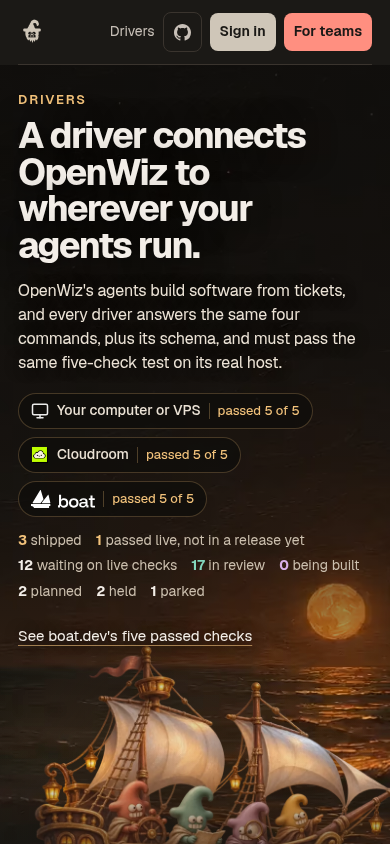 Drivers
Sign in
For teams
DRIVERS
A driver connects
OpenWiz to
wherever your
agents run.
OpenWiz's agents build software from tickets,
and every driver answers the same four
commands, plus its schema, and must pass the
same five-check test on its real host.
Your computer or VPS passed 5 of 5
Cloudroom passed 5 of 5
boat passed 5 of 5
3 shipped 1 passed live, not in a release yet
12 waiting on live checks 17 in review 0 being built
2 planned 2 held 1 parked
See boat.dev's five passed checks